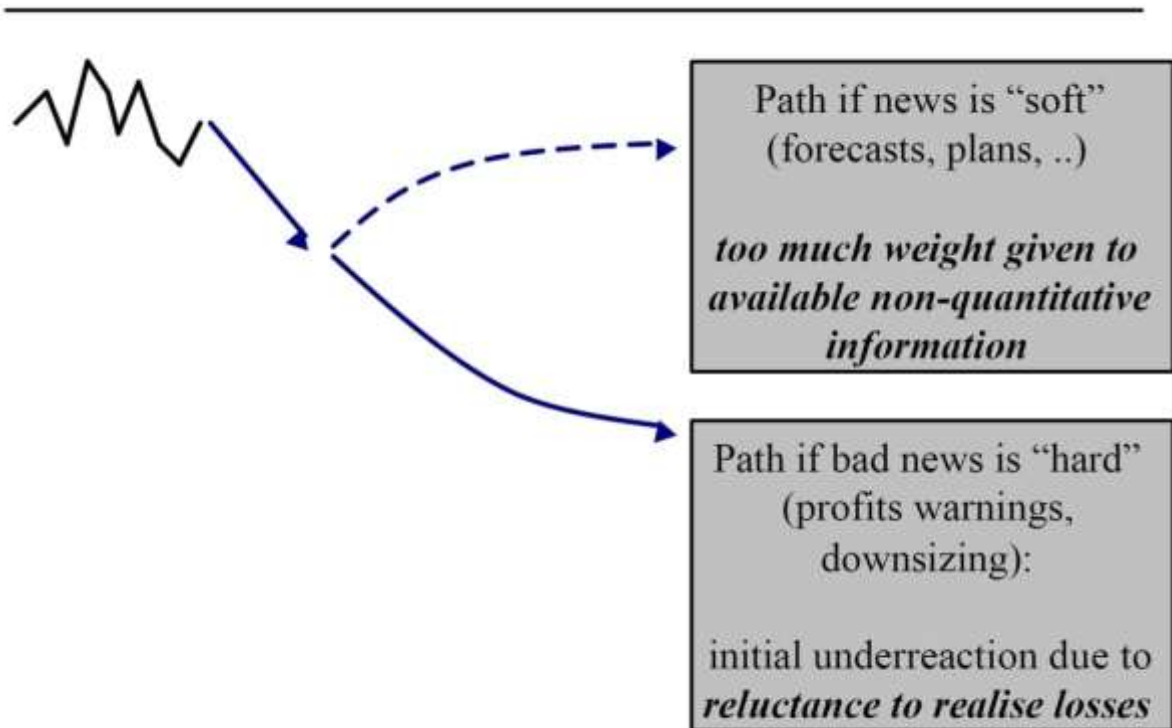 Path if news is “soft”
(forecasts, plans, ..)
too much weight given to
available non-quantitative
information
Path if bad news is “hard”
(profits warnings,
downsizing):
initial underreaction due to
reluctance to realise losses